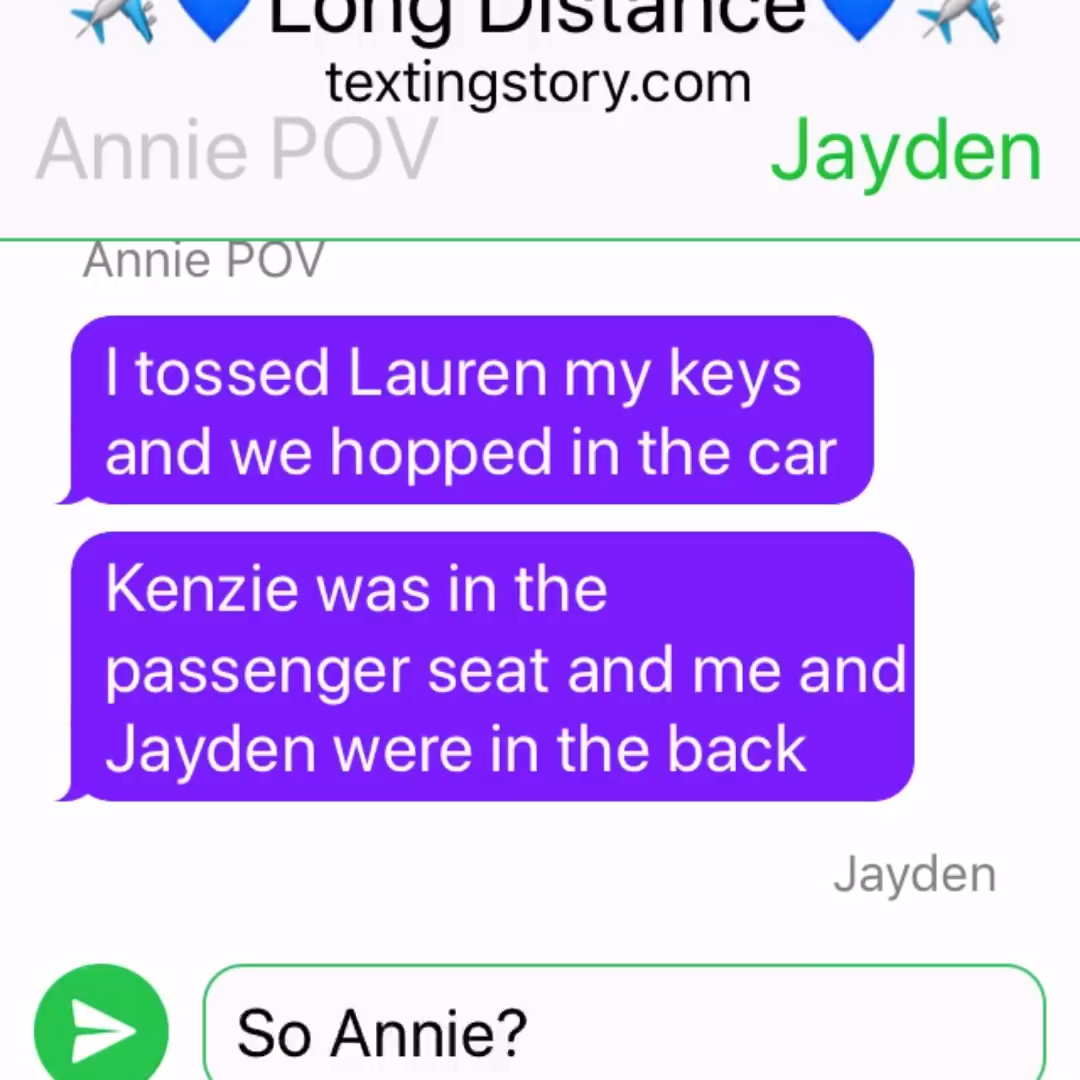 Long Distance
textingstory.com
Annie POV Jayden
Annie POV
I tossed Lauren my keys
and we hopped in the car
Kenzie was in the
passenger seat and me and
Jayden were in the back
Jayden
So Annie?